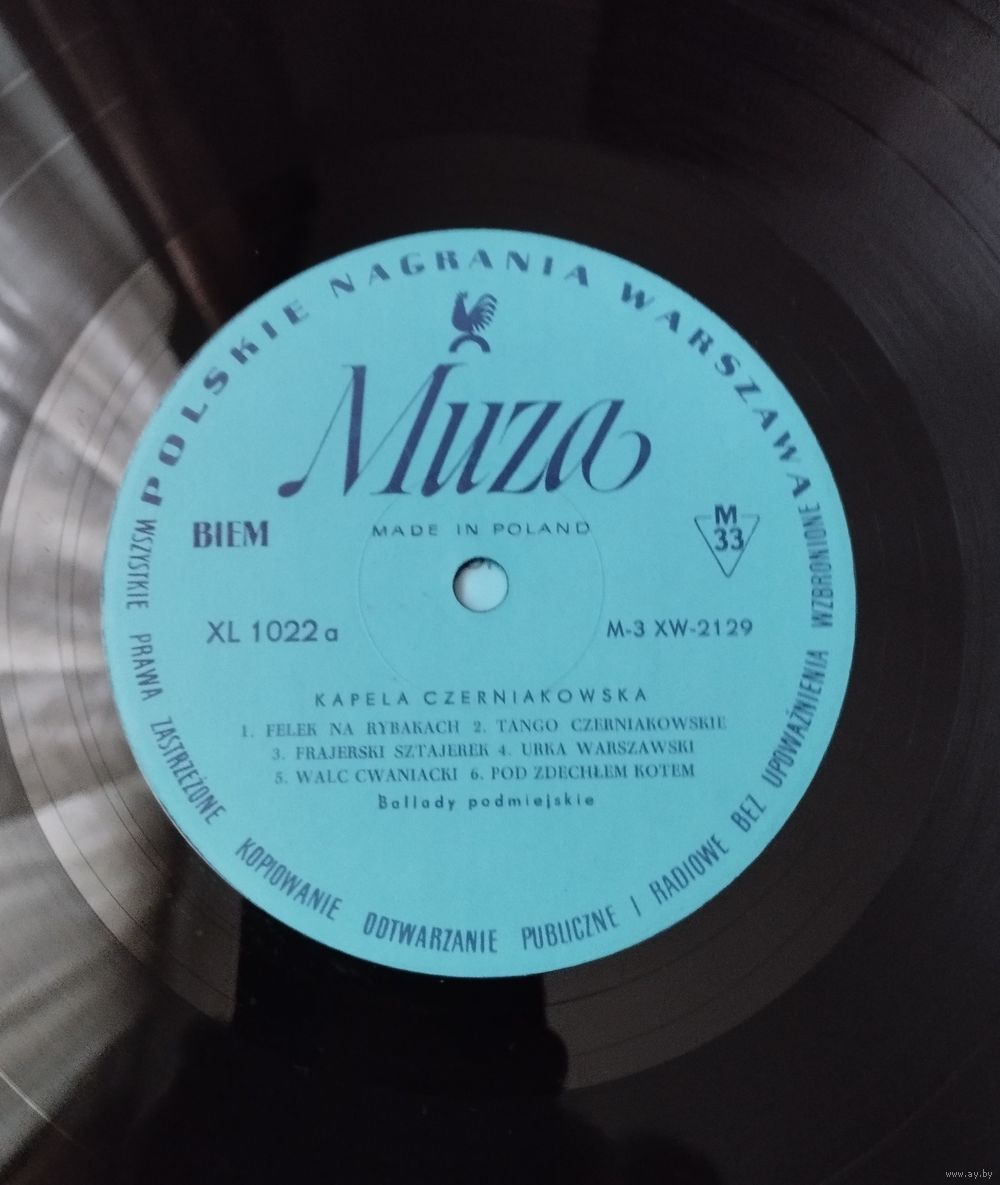 POLSKIE NAGRANIA WARSZAWA
Muza
BIEM
MADE IN POLAND
M
33
XL 1022 a
M-3 XW-2129
KAPELA CZERNIAKOWSKA
1. FELEK NA RYBAKACH 2. TANGO CZERNIAKOWSKIE
3. FRAJERSKI SZTAJEREK 4. URKA WARSZAWSKI
5. WALC CWANIACKI 6. POD ZDECHŁEM KOTEM
Ballady podmiejskie
WSZYSTKIE PRAWA ZASTRZEŻONE KOPIOWANIE ODTWARZANIE PUBLICZNE I RADIOWE BEZ UPOWAŻNIENIA WZBRONIONE
www.ay.by